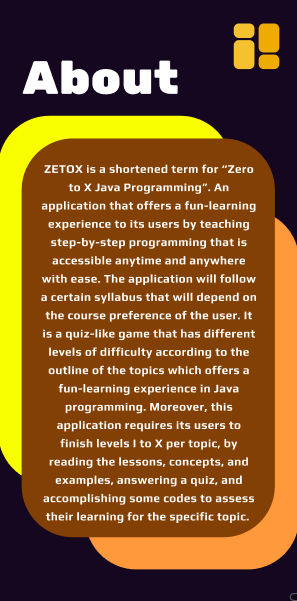 About
ZETOX is a shortened term for “Zero
to X Java Programming”. An
application that offers a fun-learning
experience to its users by teaching
step-by-step programming that is
accessible anytime and anywhere
with ease. The application will follow
a certain syllabus that will depend on
the course preference of the user. It
is a quiz-like game that has different
levels of difficulty according to the
outline of the topics which offers a
fun-learning experience in Java
programming. Moreover, this
application requires its users to
finish levels I to X per topic, by
reading the lessons, concepts, and
examples, answering a quiz, and
accomplishing some codes to assess
their learning for the specific topic.